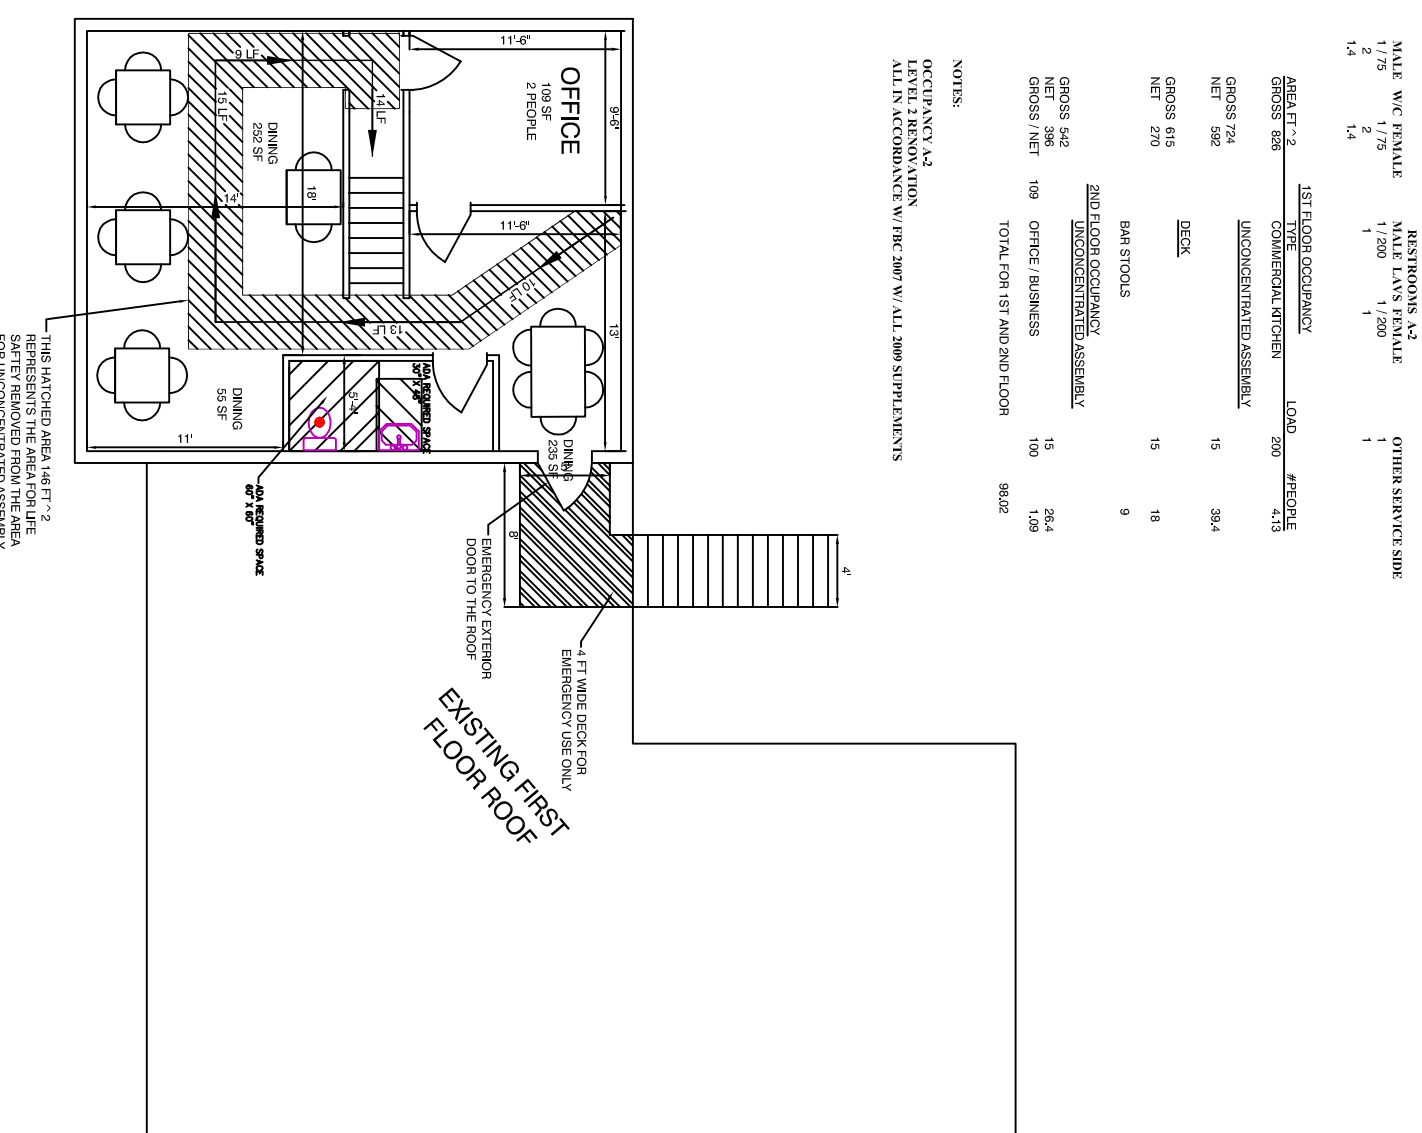 RESTROOMS A-2
MALE W/C FEMALE MALE LAVS FEMALE OTHER SERVICE SIDE
1 / 75 1 / 75 1 / 200 1 / 200 1
2 2 1 1 1
1.4 1.4
1ST FLOOR OCCUPANCY
AREA FT^2 TYPE LOAD #PEOPLE
GROSS 826 COMMERCIAL KITCHEN 200 4.13
UNCONCENTRATED ASSEMBLY
GROSS 724
NET 592 15 39.4
DECK
GROSS 615
NET 270 15 18
BAR STOOLS 9
2ND FLOOR OCCUPANCY
UNCONCENTRATED ASSEMBLY
GROSS 542
NET 396 15 26.4
GROSS / NET 109 OFFICE / BUSINESS 100 1.09
TOTAL FOR 1ST AND 2ND FLOOR 98.02
NOTES:
OCCUPANCY A-2
LEVEL 2 RENOVATION
ALL IN ACCORDANCE W/ FBC 2007 W/ ALL 2009 SUPPLEMENTS
OFFICE
109 SF
2 PEOPLE
11'-6"
9'-6"
11'-6"
13'
10 LF
13 LF
14 LF
9 LF
15 LF
DINING
252 SF
18'
14'
DINING
55 SF
11'
5'-4"
DINING
235 SF
5'
8'
4'
ADA REQUIRED SPACE
30" X 48"
ADA REQUIRED SPACE
60" X 60"
EMERGENCY EXTERIOR
DOOR TO THE ROOF
4 FT WIDE DECK FOR
EMERGENCY USE ONLY
EXISTING FIRST
FLOOR ROOF
THIS HATCHED AREA 146 FT^2
REPRESENTS THE AREA FOR LIFE
SAFTEY REMOVED FROM THE AREA
FOR UNCONCENTRATED ASSEMBLY